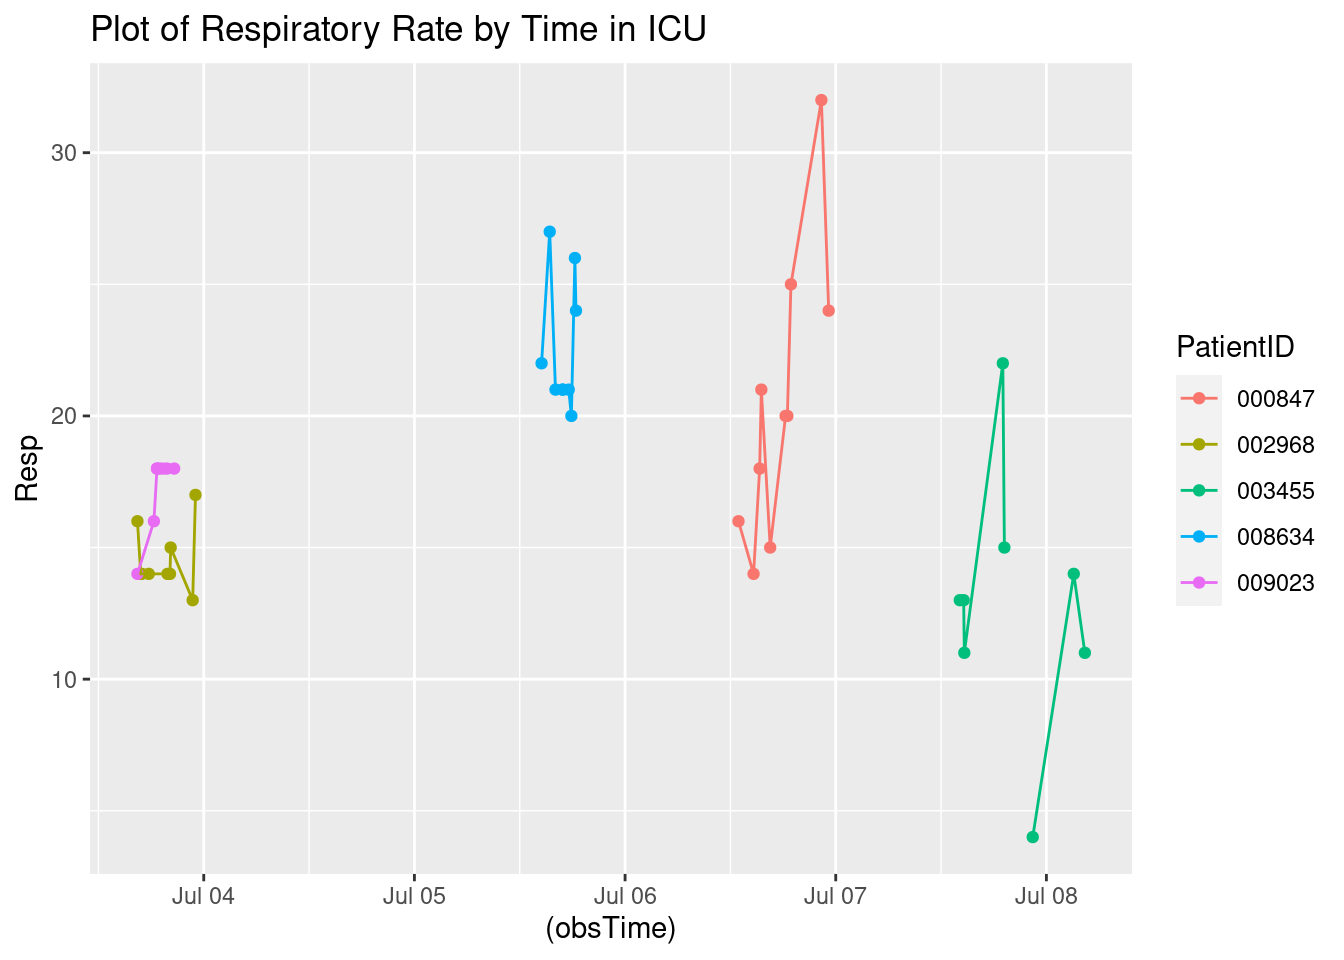 Plot of Respiratory Rate by Time in ICU
30
20
10
Resp
Jul 04
Jul 05
Jul 06
Jul 07
Jul 08
(obsTime)
PatientID
000847
002968
003455
008634
009023